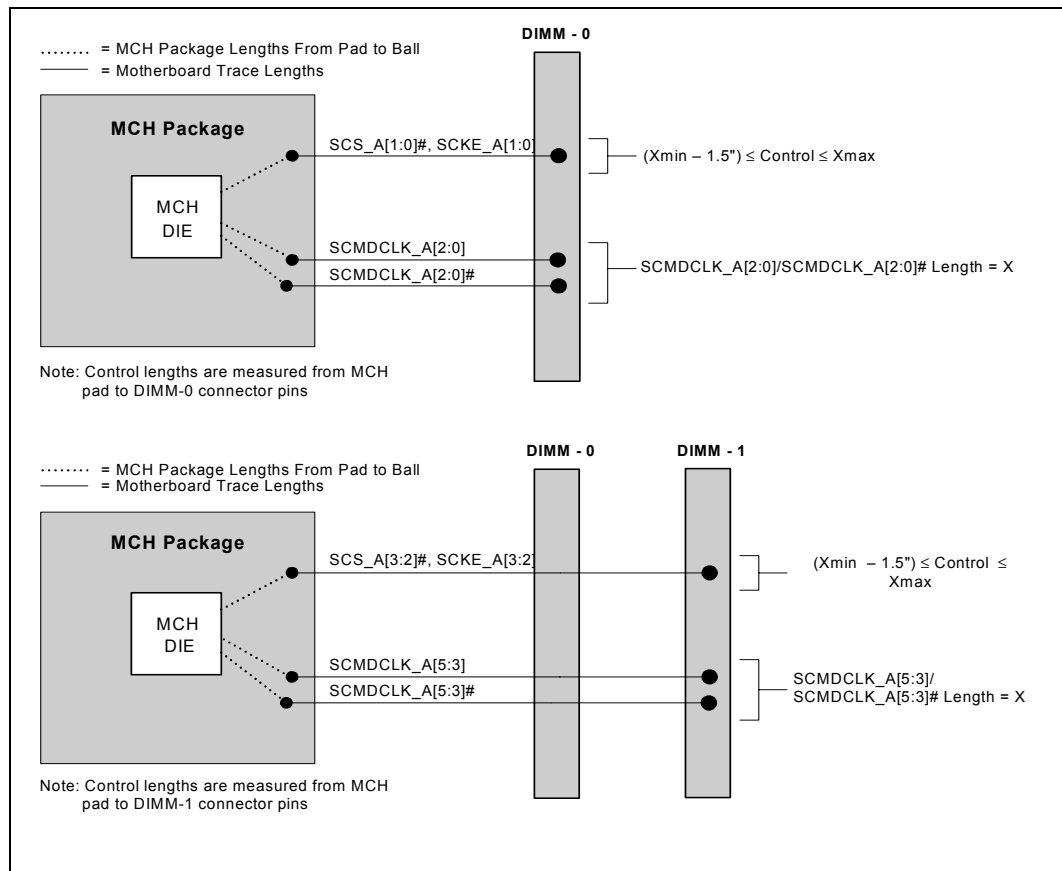 DIMM - 0
........ = MCH Package Lengths From Pad to Ball
= Motherboard Trace Lengths
MCH Package
SCS_A[1:0]#, SCKE_A[1:0]
(Xmin – 1.5") ≤ Control ≤ Xmax
MCH
DIE
SCMDCLK_A[2:0]
SCMDCLK_A[2:0]#
SCMDCLK_A[2:0]/SCMDCLK_A[2:0]# Length = X
Note: Control lengths are measured from MCH
pad to DIMM-0 connector pins
DIMM - 0
DIMM - 1
........ = MCH Package Lengths From Pad to Ball
= Motherboard Trace Lengths
MCH Package
SCS_A[3:2]#, SCKE_A[3:2]
(Xmin – 1.5") ≤ Control ≤
Xmax
MCH
DIE
SCMDCLK_A[5:3]
SCMDCLK_A[5:3]#
SCMDCLK_A[5:3]/
SCMDCLK_A[5:3]# Length = X
Note: Control lengths are measured from MCH
pad to DIMM-1 connector pins